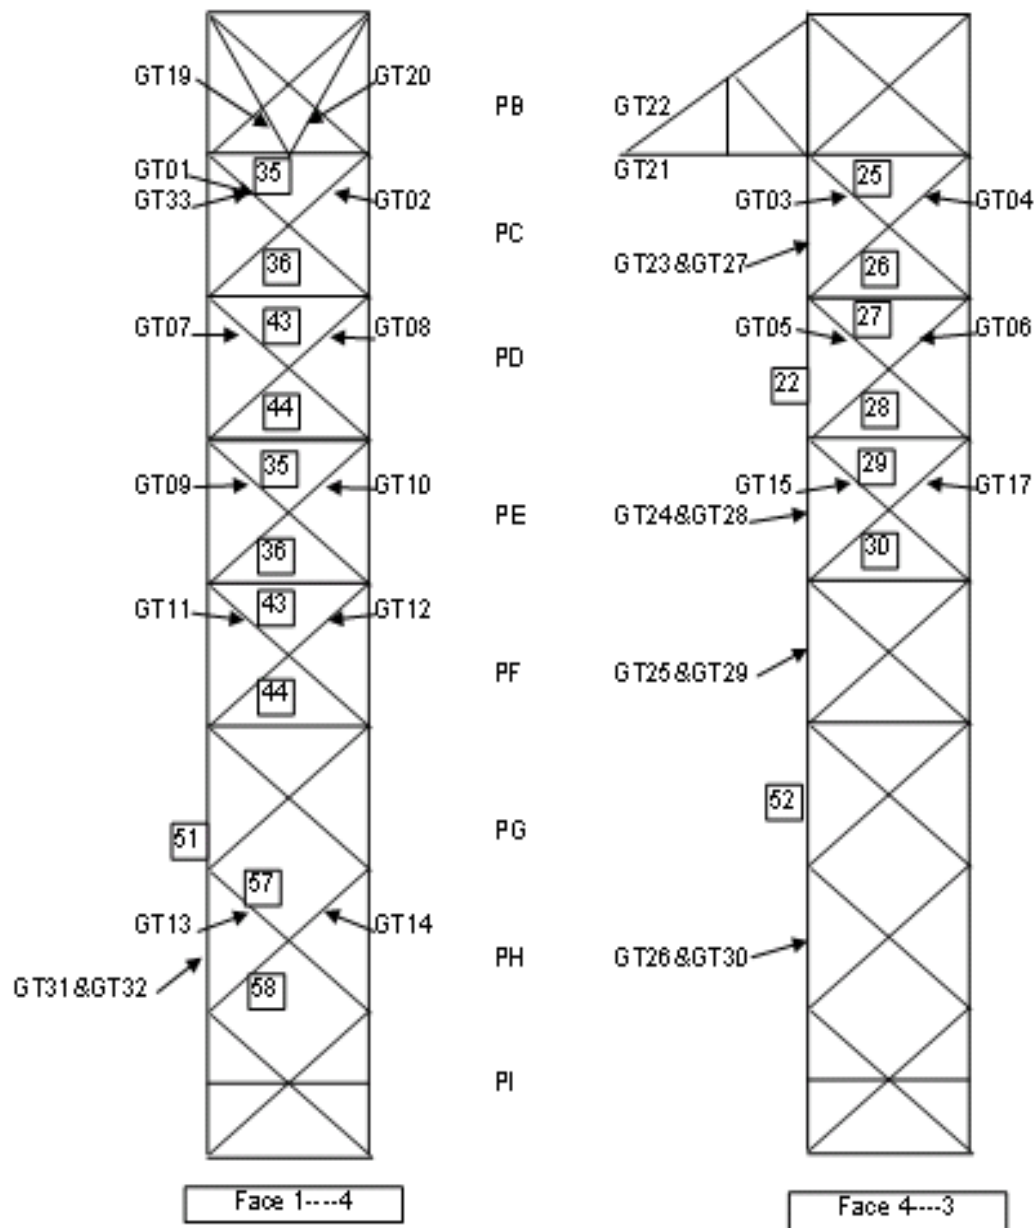 GT19
GT20
PB
GT22
GT01
35
GT21
25
GT33
GT02
GT03
GT04
PC
36
GT23&GT27
26
GT07
43
GT08
GT05
27
GT06
PD
22
44
28
35
29
GT09
GT10
GT15
GT17
PE
GT24&GT28
36
30
GT11
43
GT12
PF
GT25&GT29
44
51
PG
52
57
GT13
GT14
PH
GT26&GT30
GT31&GT32
58
PI
Face 1----4
Face 4----3